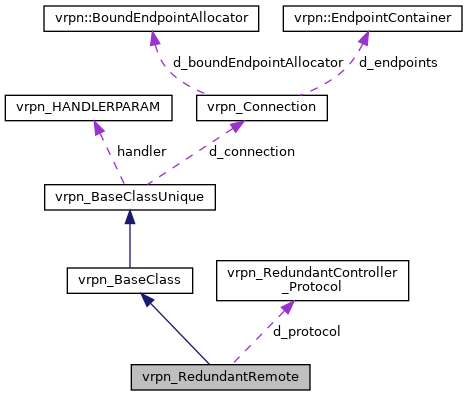 vrpn::BoundEndpointAllocator
vrpn::EndpointContainer
d_boundEndpointAllocator
d_endpoints
vrpn_HANDLERPARAM
vrpn_Connection
handler
d_connection
vrpn_BaseClassUnique
vrpn_BaseClass
vrpn_RedundantController
_Protocol
d_protocol
vrpn_RedundantRemote